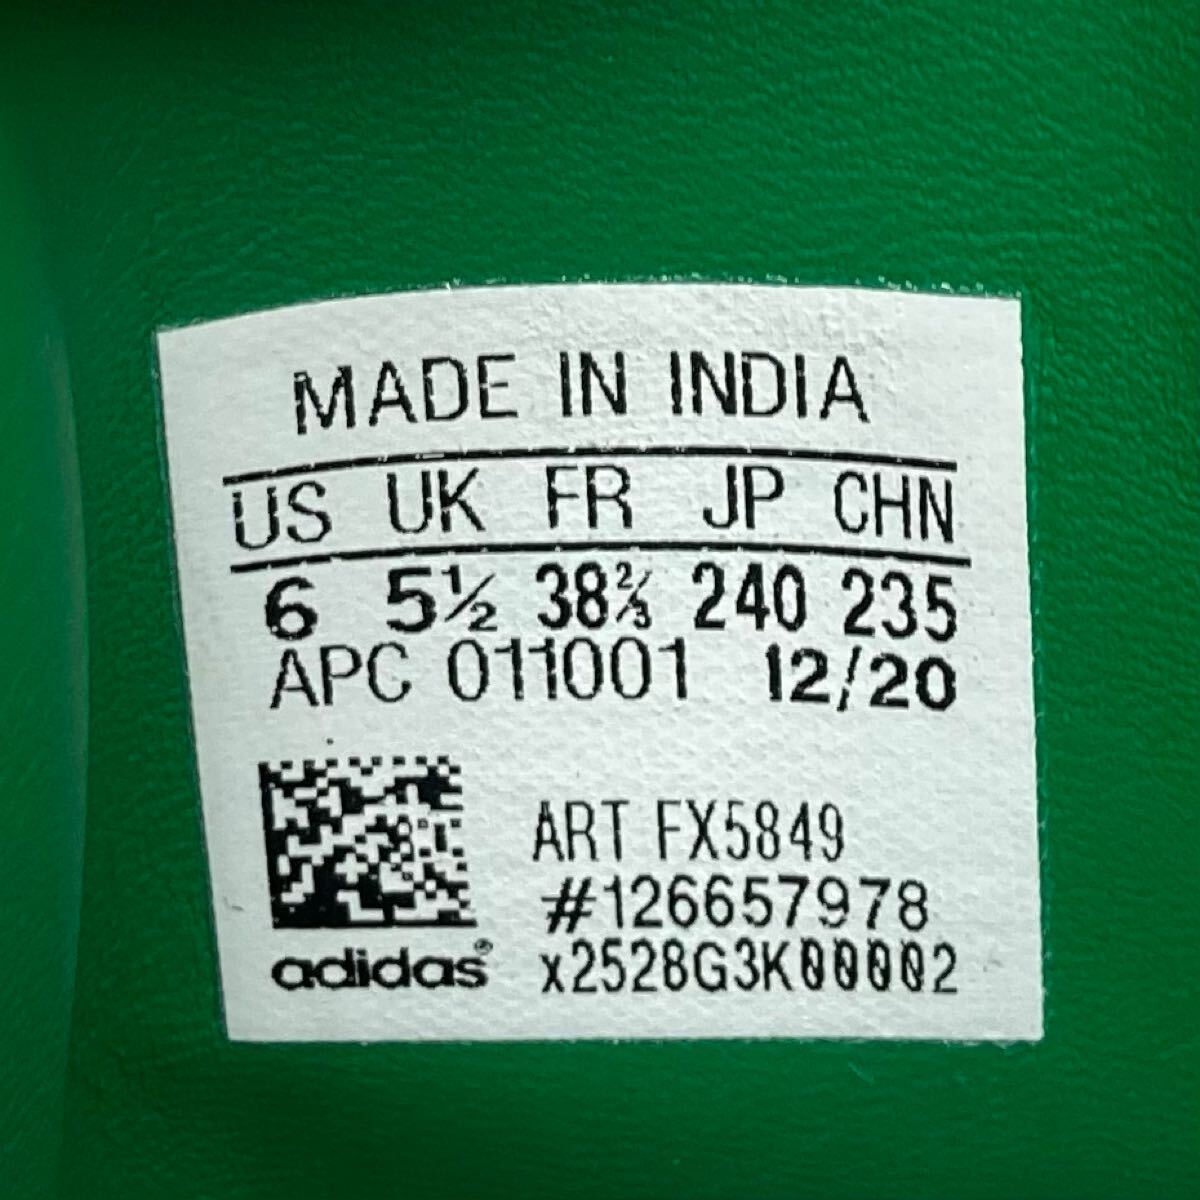 MADE IN INDIA
US UK FR JP CHN
6 5½ 38⅔ 240 235
APC 011001 12/20
ART FX5849
#126657978
adidas® x2528G3K00002